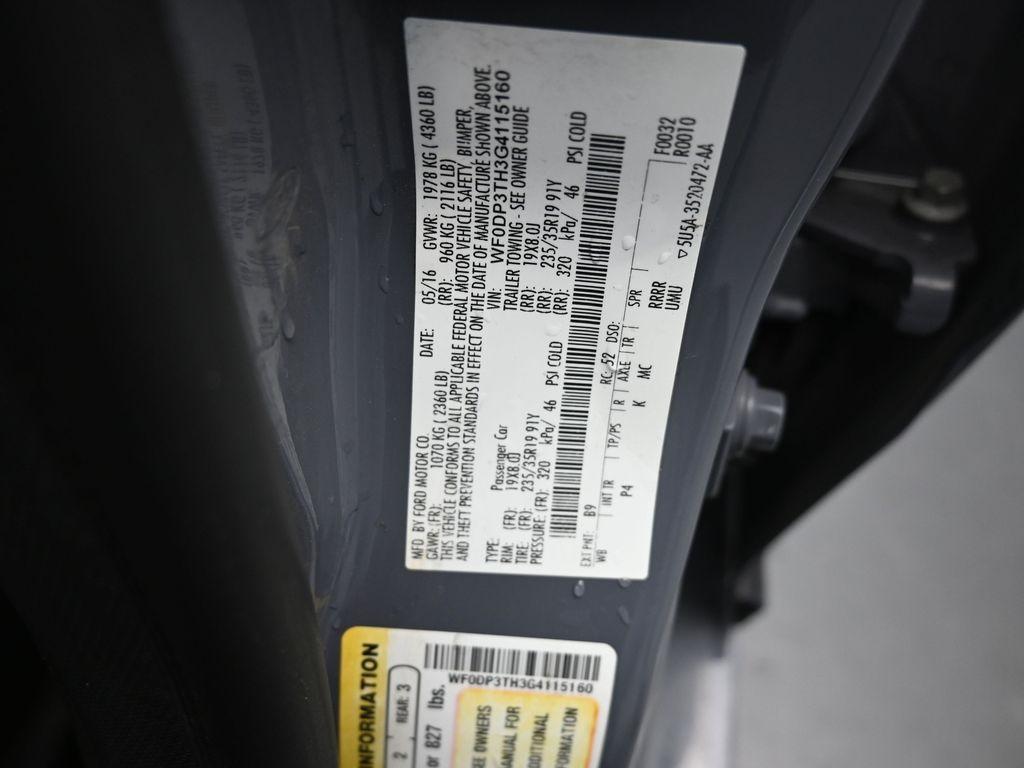 MFD BY FORD MOTOR CO. DATE: 05/16 GVWR: 1978 KG ( 4360 LB)
GAWR: (FR): 1070 KG ( 2360 LB) (RR): 960 KG ( 2116 LB)
THIS VEHICLE CONFORMS TO ALL APPLICABLE FEDERAL MOTOR VEHICLE SAFETY, BUMPER,
AND THEFT PREVENTION STANDARDS IN EFFECT ON THE DATE OF MANUFACTURE SHOWN ABOVE.
VIN: WF0DP3TH3G4115160
TYPE: Passenger Car TRAILER TOWING - SEE OWNER GUIDE
RIM: (FR): 19X8.0J (RR): 19X8.0J
TIRE: (FR): 235/35R19 91Y (RR): 235/35R19 91Y
PRESSURE: (FR): 320 kPa/ 46 PSI COLD (RR): 320 kPa/ 46 PSI COLD
EXT PNT: B9 RC: 52 DSO: F0032
WB INT TR TP/PS R AXLE TR SPR R0010
P4 K MC RRRR
UMU
▽5U5A-3520472-AA
INFORMATION
2 REAR: 3
or 827 lbs.
WF0DP3TH3G4115160
SEE OWNERS
MANUAL FOR
ADDITIONAL
INFORMATION